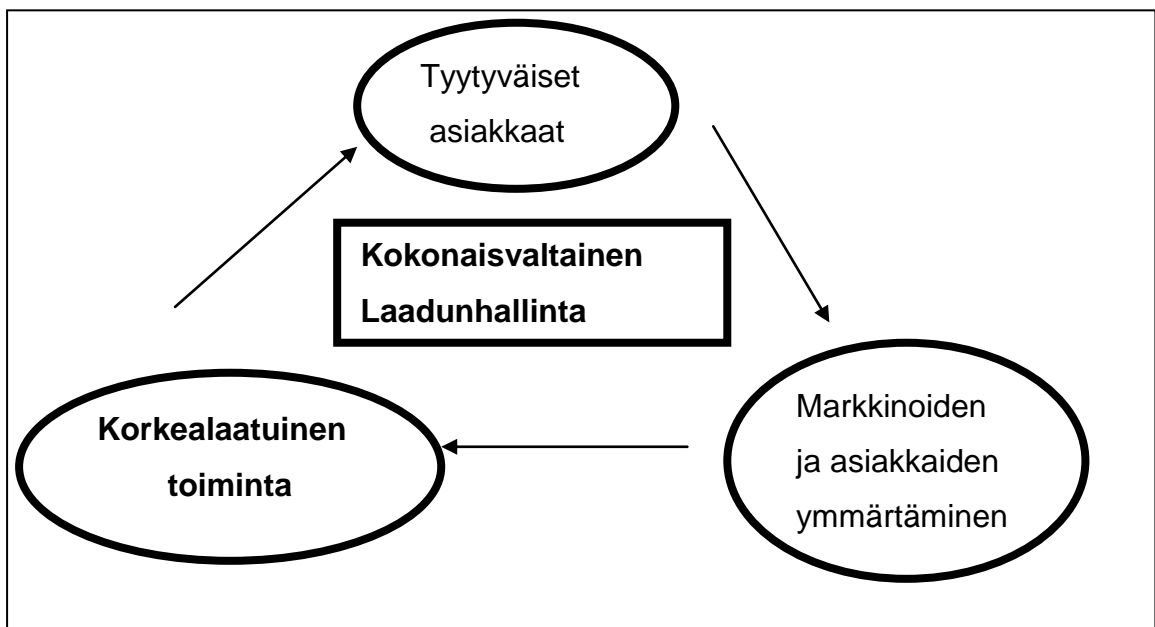 Tyytyväiset
asiakkaat
Kokonaisvaltainen
Laadunhallinta
Korkealaatuinen
toiminta
Markkinoiden
ja asiakkaiden
ymmärtäminen